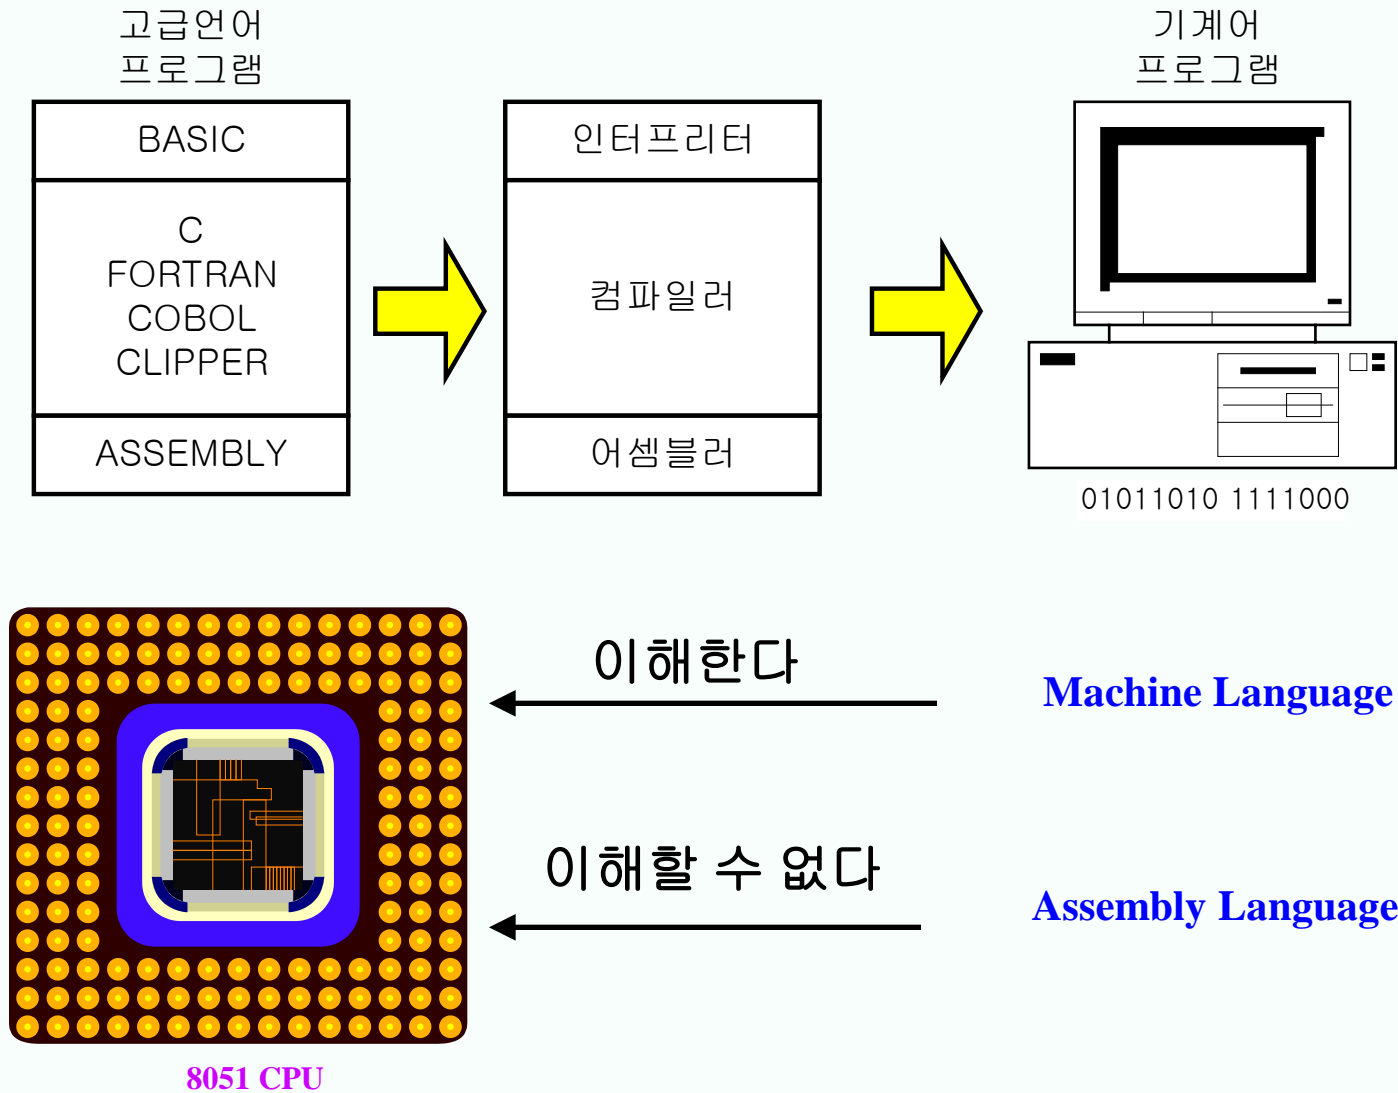 고급언어
프로그램
기계어
프로그램
BASIC
인터프리터
C
FORTRAN
COBOL
CLIPPER
컴파일러
ASSEMBLY
어셈블러
01011010 1111000
이해한다
Machine Language
이해할 수 없다
Assembly Language
8051 CPU